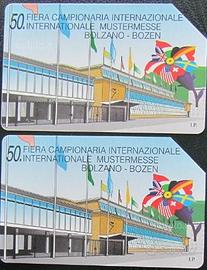 50. FIERA CAMPIONARIA INTERNAZIONALE
INTERNATIONALE MUSTERMESSE
BOLZANO - BOZEN
I.P.
50. FIERA CAMPIONARIA INTERNAZIONALE
INTERNATIONALE MUSTERMESSE
BOLZANO - BOZEN
I.P.